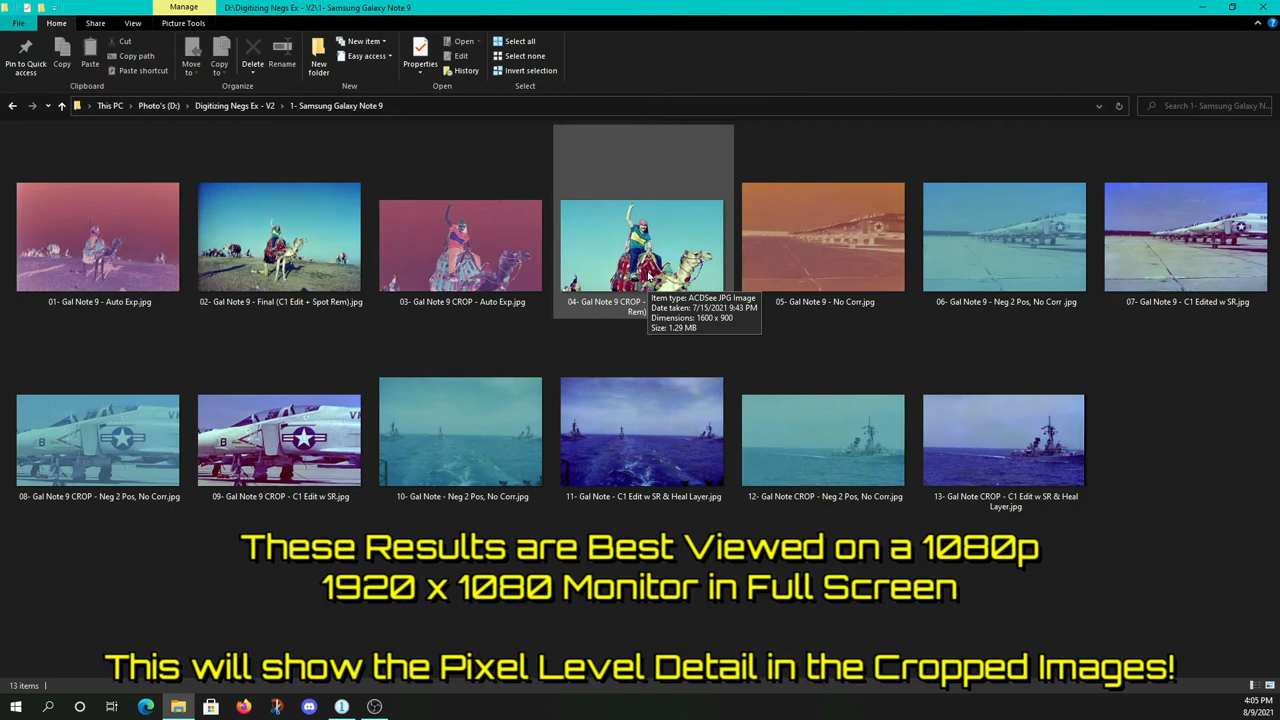 Manage
D:\Digitizing Negs Ex - V2\1- Samsung Galaxy Note 9
File
Home
Share
View
Picture Tools
Pin to Quick access
Copy
Paste
Cut
Copy path
Paste shortcut
Clipboard
Move to
Copy to
Delete
Rename
Organize
New folder
New item
Easy access
New
Properties
Open
Edit
History
Open
Select all
Select none
Invert selection
Select
This PC
Photo's (D:)
Digitizing Negs Ex - V2
1- Samsung Galaxy Note 9
Search 1- Samsung Galaxy N...
01- Gal Note 9 - Auto Exp.jpg
02- Gal Note 9 - Final (C1 Edit + Spot Rem).jpg
03- Gal Note 9 CROP - Auto Exp.jpg
04- Gal Note 9 CROP -
Rem)
05- Gal Note 9 - No Corr.jpg
06- Gal Note 9 - Neg 2 Pos, No Corr .jpg
07- Gal Note 9 - C1 Edited w SR.jpg
Item type: ACDSee JPG Image
Date taken: 7/15/2021 9:43 PM
Dimensions: 1600 x 900
Size: 1.29 MB
08- Gal Note 9 CROP - Neg 2 Pos, No Corr.jpg
09- Gal Note 9 CROP - C1 Edit w SR.jpg
10- Gal Note - Neg 2 Pos, No Corr.jpg
11- Gal Note - C1 Edit w SR & Heal Layer.jpg
12- Gal Note CROP - Neg 2 Pos, No Corr.jpg
13- Gal Note CROP - C1 Edit w SR & Heal
Layer.jpg
These Results are Best Viewed on a 1080p
1920 x 1080 Monitor in Full Screen
This will show the Pixel Level Detail in the Cropped Images!
13 items
4:05 PM
8/9/2021